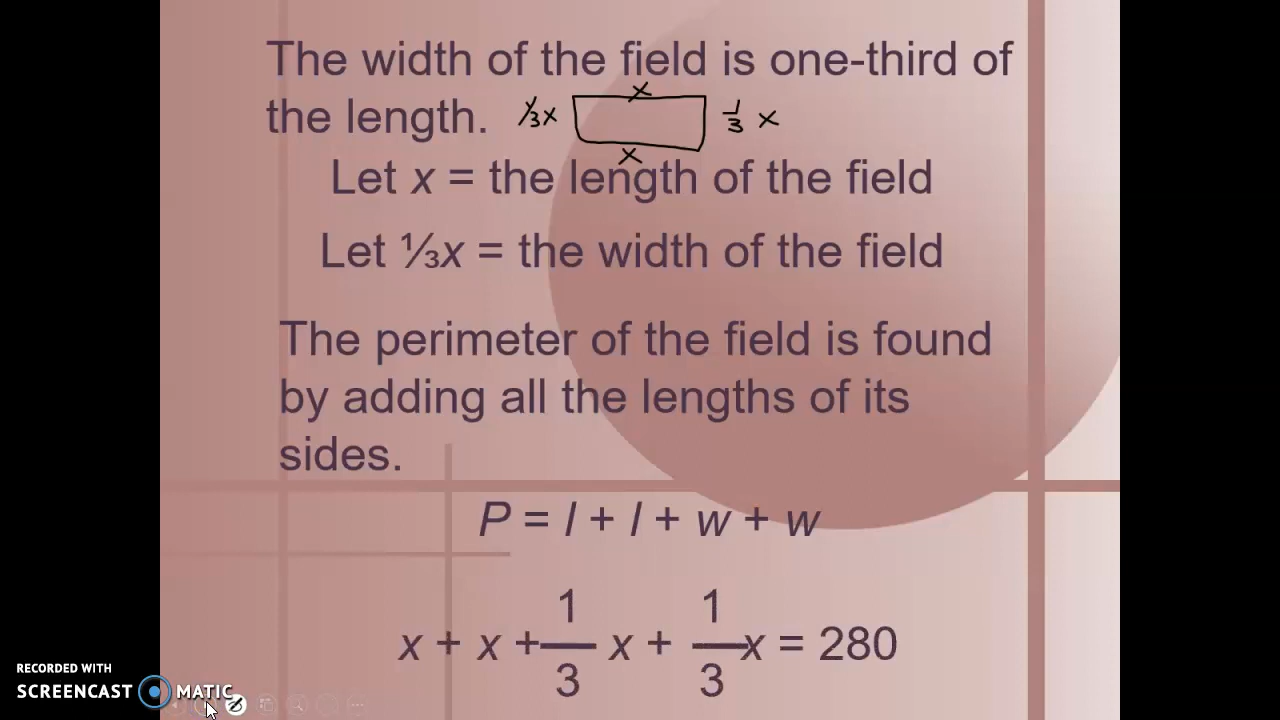 The width of the field is one-third of
the length.
x
⅓x
1/3 x
x
Let x = the length of the field
Let ⅓x = the width of the field
The perimeter of the field is found
by adding all the lengths of its
sides.
P = l + l + w + w
x + x + 1/3 x + 1/3 x = 280
RECORDED WITH
SCREENCAST MATIC